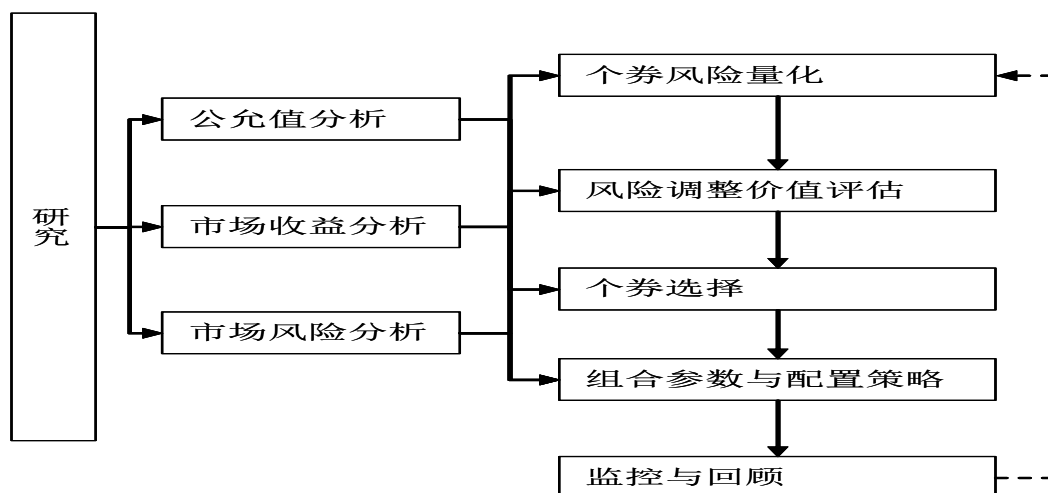 研究
公允值分析
市场收益分析
市场风险分析
个券风险量化
风险调整价值评估
个券选择
组合参数与配置策略
监控与回顾